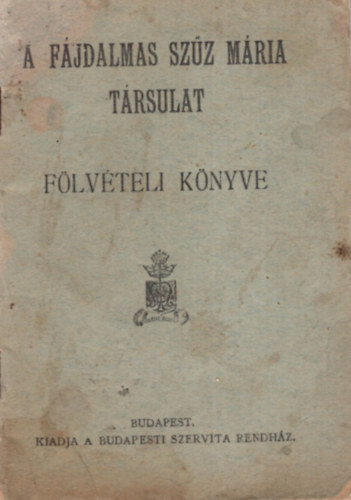 A FÁJDALMAS SZŰZ MÁRIA
TÁRSULAT
FÖLVÉTELI KÖNYVE
BUDAPEST.
KIADJA A BUDAPESTI SZERVITA RENDHÁZ.